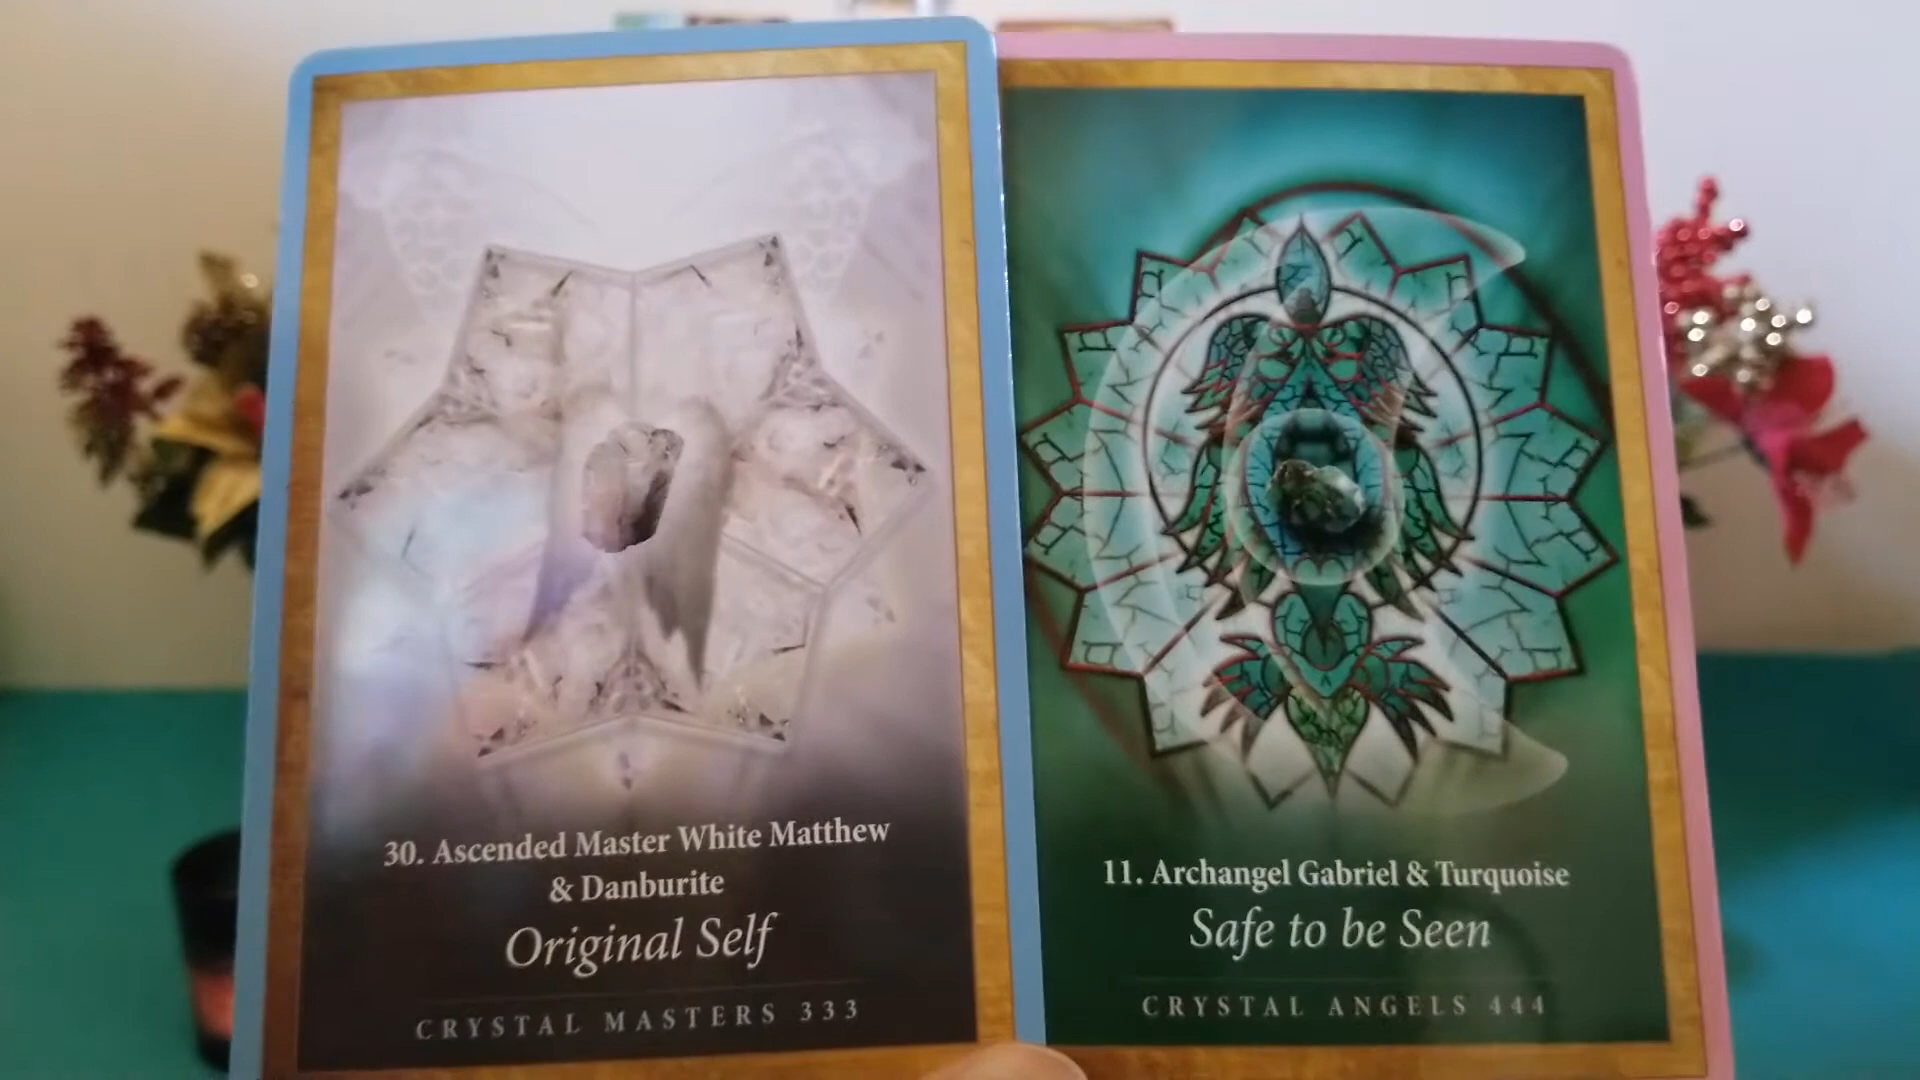 30. Ascended Master White Matthew
& Danburite
Original Self
CRYSTAL MASTERS 333
11. Archangel Gabriel & Turquoise
Safe to be Seen
CRYSTAL ANGELS 444